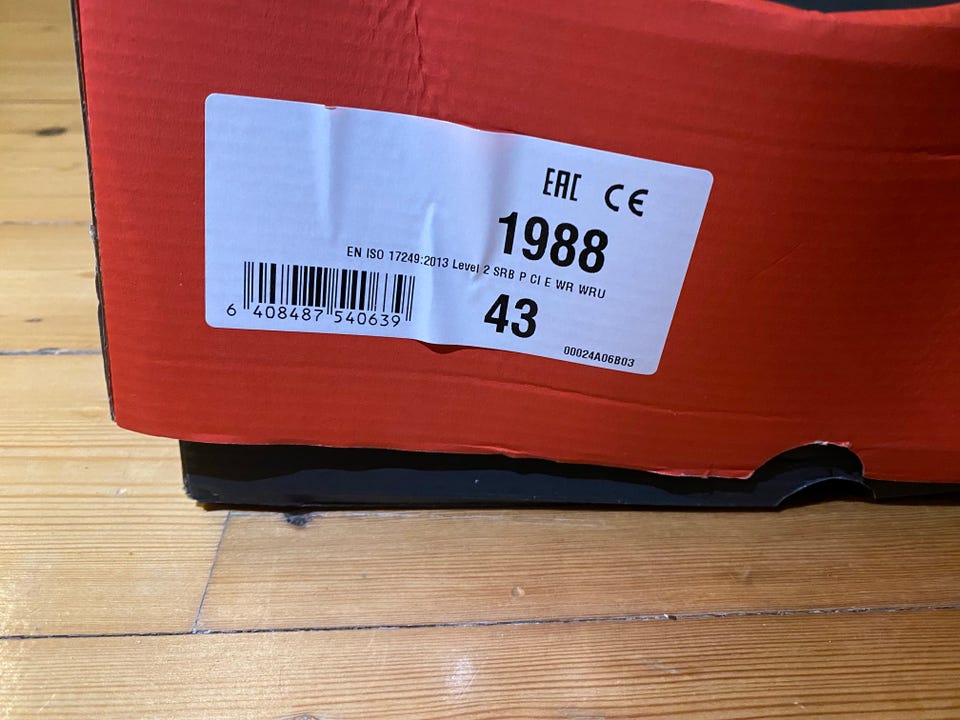 EAC CE
1988
EN ISO 17249:2013 Level 2 SRB P CI E WR WRU
6 408487 540639
43
00024A06B03